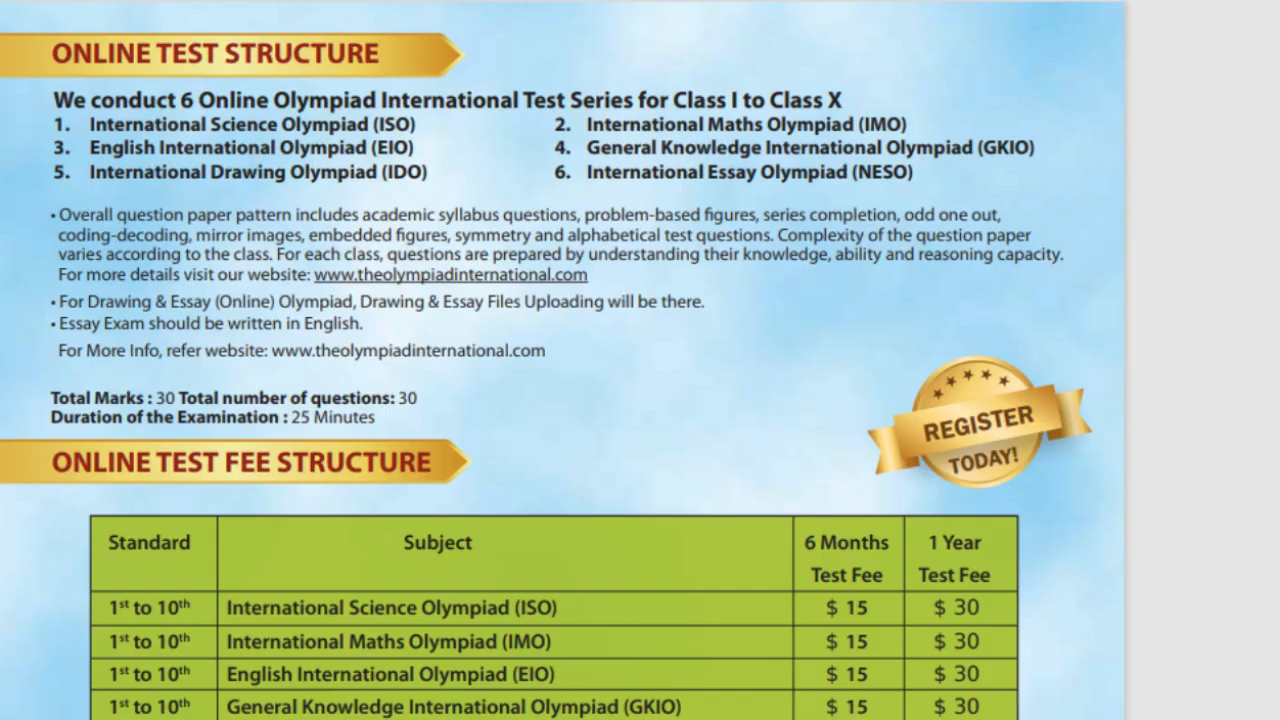 ONLINE TEST STRUCTURE
We conduct 6 Online Olympiad International Test Series for Class I to Class X
1. International Science Olympiad (ISO) 2. International Maths Olympiad (IMO)
3. English International Olympiad (EIO) 4. General Knowledge International Olympiad (GKIO)
5. International Drawing Olympiad (IDO) 6. International Essay Olympiad (NESO)
• Overall question paper pattern includes academic syllabus questions, problem-based figures, series completion, odd one out,
coding-decoding, mirror images, embedded figures, symmetry and alphabetical test questions. Complexity of the question paper
varies according to the class. For each class, questions are prepared by understanding their knowledge, ability and reasoning capacity.
For more details visit our website: www.theolympiadinternational.com
• For Drawing & Essay (Online) Olympiad, Drawing & Essay Files Uploading will be there.
• Essay Exam should be written in English.
For More Info, refer website: www.theolympiadinternational.com
Total Marks : 30 Total number of questions: 30
Duration of the Examination : 25 Minutes
REGISTER
TODAY!
ONLINE TEST FEE STRUCTURE
Standard Subject 6 Months 1 Year
Test Fee Test Fee
1st to 10th International Science Olympiad (ISO) $ 15 $ 30
1st to 10th International Maths Olympiad (IMO) $ 15 $ 30
1st to 10th English International Olympiad (EIO) $ 15 $ 30
1st to 10th General Knowledge International Olympiad (GKIO) $ 15 $ 30